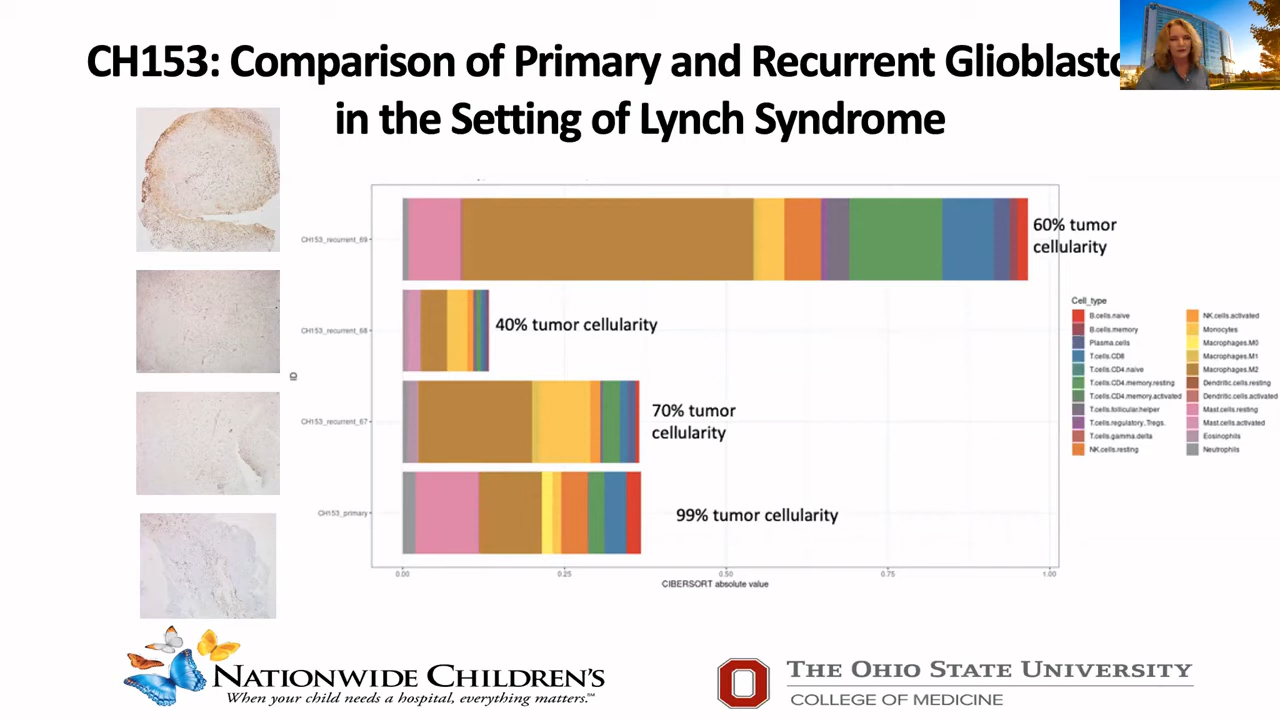 CH153: Comparison of Primary and Recurrent Glioblasto
in the Setting of Lynch Syndrome
CH153_recurrent_69
60% tumor
cellularity
CH153_recurrent_68
40% tumor cellularity
CH153_recurrent_67
70% tumor
cellularity
CH153_primary
99% tumor cellularity
ID
0.00 0.25 0.50 0.75 1.00
CIBERSORT absolute value
Cell_type
B.cells.naive NK.cells.activated
B.cells.memory Monocytes
Plasma.cells Macrophages.M0
T.cells.CD8 Macrophages.M1
T.cells.CD4.naive Macrophages.M2
T.cells.CD4.memory.resting Dendritic.cells.resting
T.cells.CD4.memory.activated Dendritic.cells.activated
T.cells.follicular.helper Mast.cells.resting
T.cells.regulatory.Tregs. Mast.cells.activated
T.cells.gamma.delta Eosinophils
NK.cells.resting Neutrophils
NATIONWIDE CHILDREN'S
When your child needs a hospital, everything matters.℠
THE OHIO STATE UNIVERSITY
COLLEGE OF MEDICINE